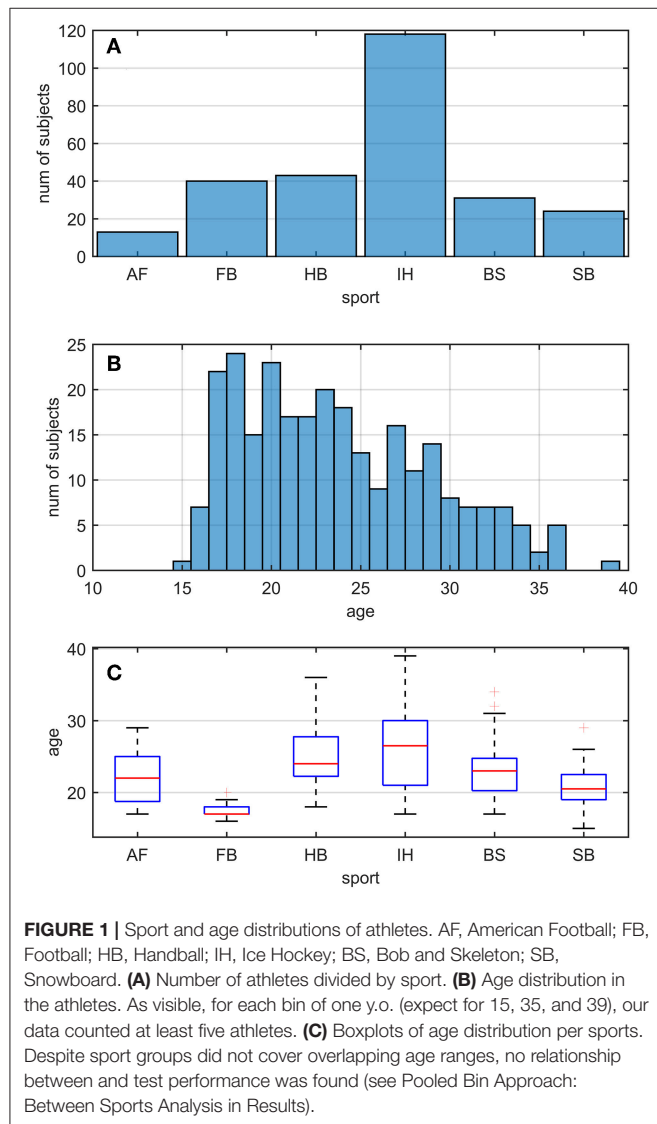 A
120
100
80
60
40
20
0
num of subjects
AF FB HB IH BS SB
sport
B
25
20
15
10
5
0
num of subjects
10 15 20 25 30 35 40
age
C
40
30
20
age
AF FB HB IH BS SB
sport
FIGURE 1 | Sport and age distributions of athletes. AF, American Football; FB,
Football; HB, Handball; IH, Ice Hockey; BS, Bob and Skeleton; SB,
Snowboard. (A) Number of athletes divided by sport. (B) Age distribution in
the athletes. As visible, for each bin of one y.o. (expect for 15, 35, and 39), our
data counted at least five athletes. (C) Boxplots of age distribution per sports.
Despite sport groups did not cover overlapping age ranges, no relationship
between and test performance was found (see Pooled Bin Approach:
Between Sports Analysis in Results).